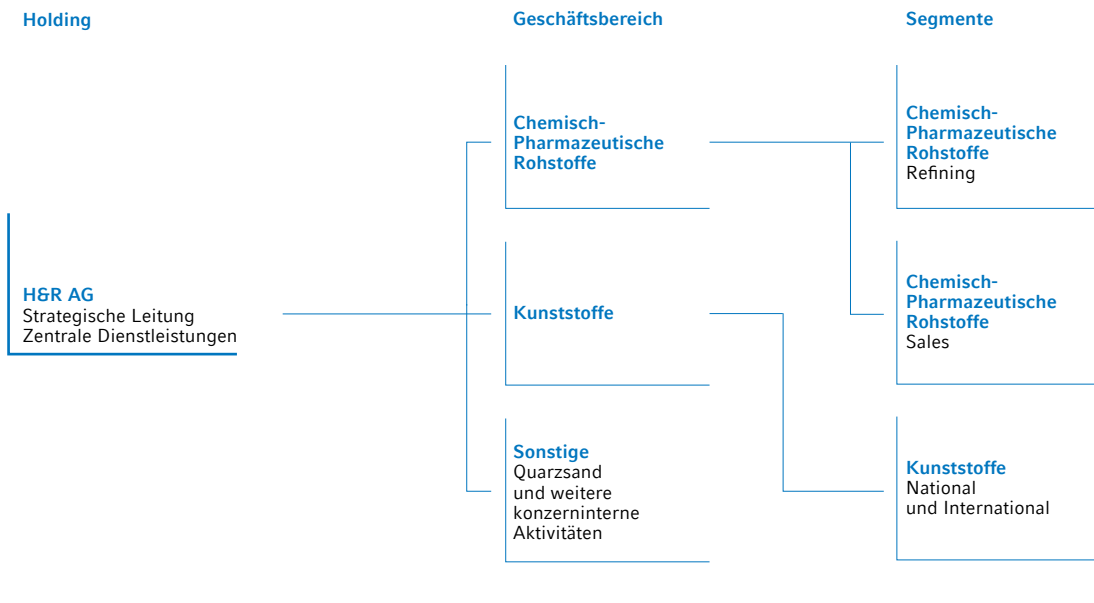 Holding
Geschäftsbereich
Segmente
H&R AG
Strategische Leitung
Zentrale Dienstleistungen
Chemisch-
Pharmazeutische
Rohstoffe
Kunststoffe
Sonstige
Quarzsand
und weitere
konzerninterne
Aktivitäten
Chemisch-
Pharmazeutische
Rohstoffe
Refining
Chemisch-
Pharmazeutische
Rohstoffe
Sales
Kunststoffe
National
und International